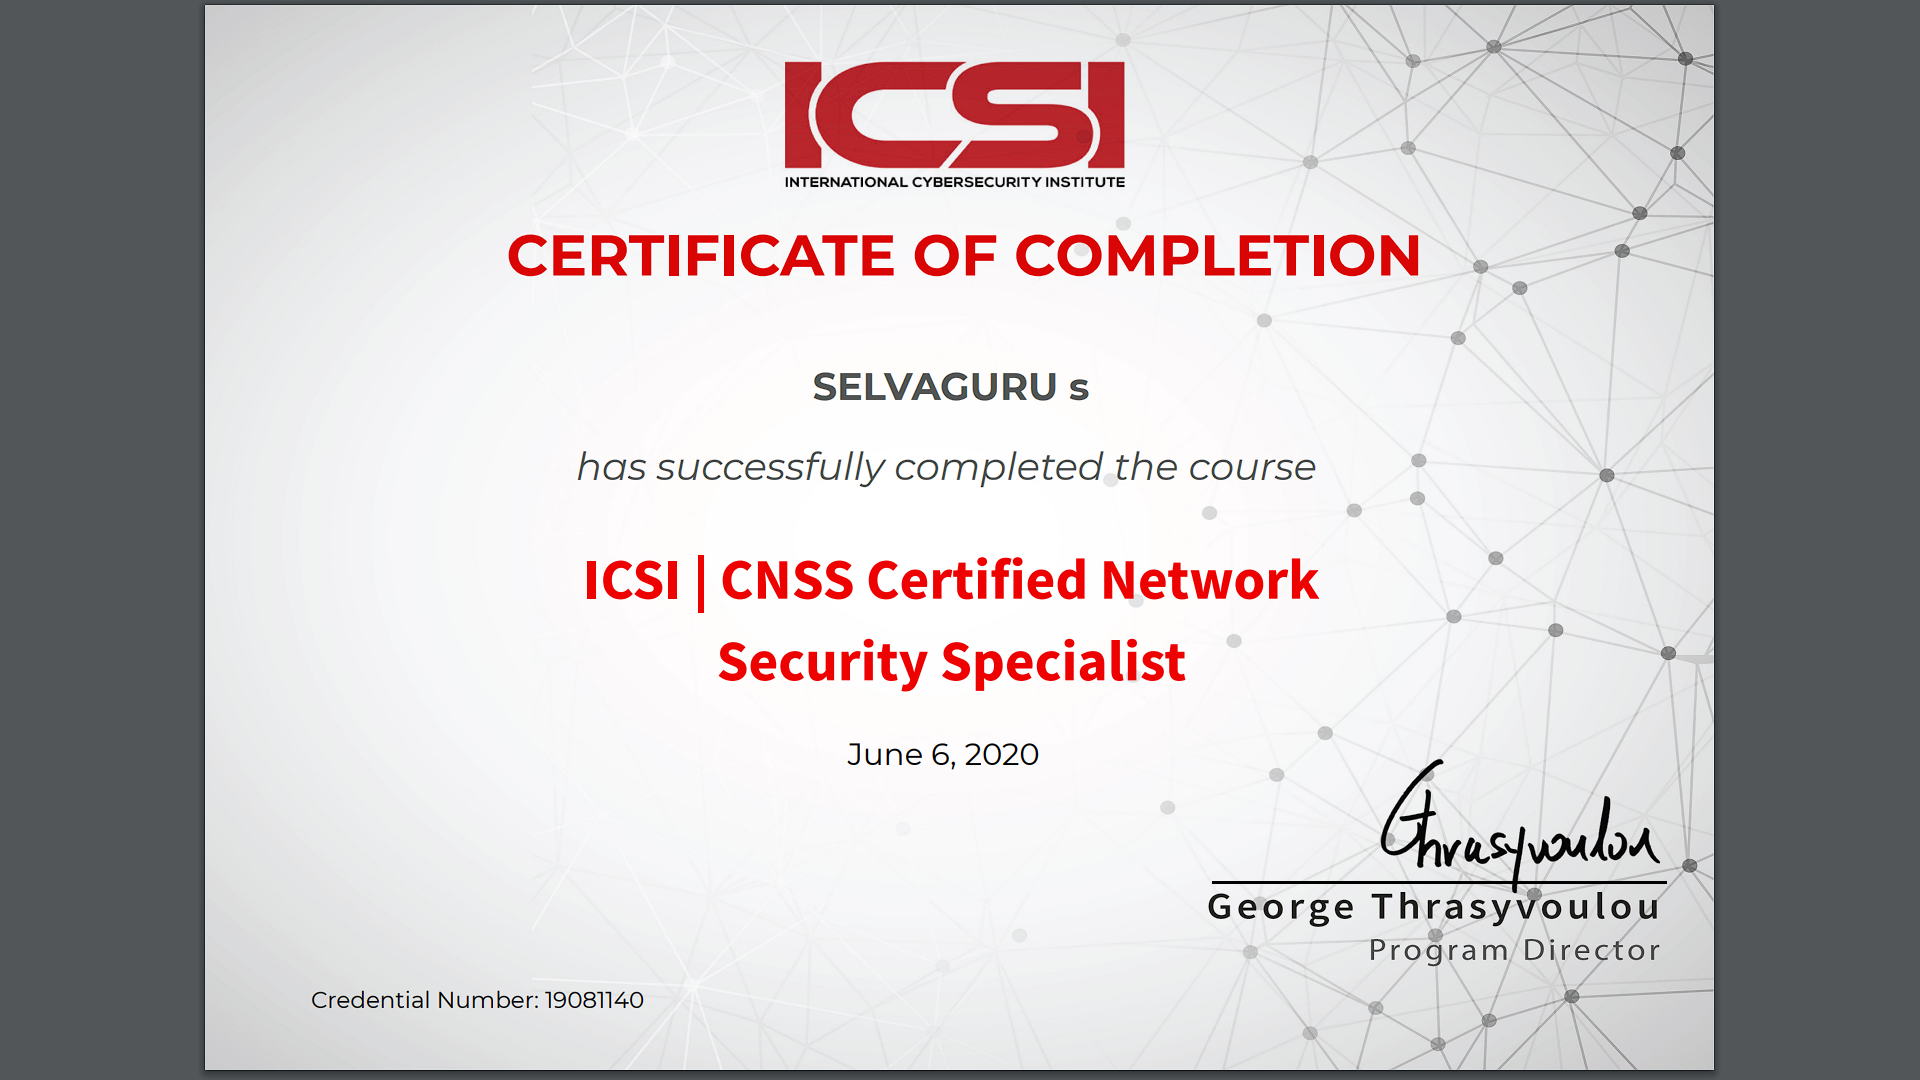 ICSI
INTERNATIONAL CYBERSECURITY INSTITUTE
CERTIFICATE OF COMPLETION
SELVAGURU s
has successfully completed the course
ICSI | CNSS Certified Network
Security Specialist
June 6, 2020
Thrasyvoulou
George Thrasyvoulou
Program Director
Credential Number: 19081140